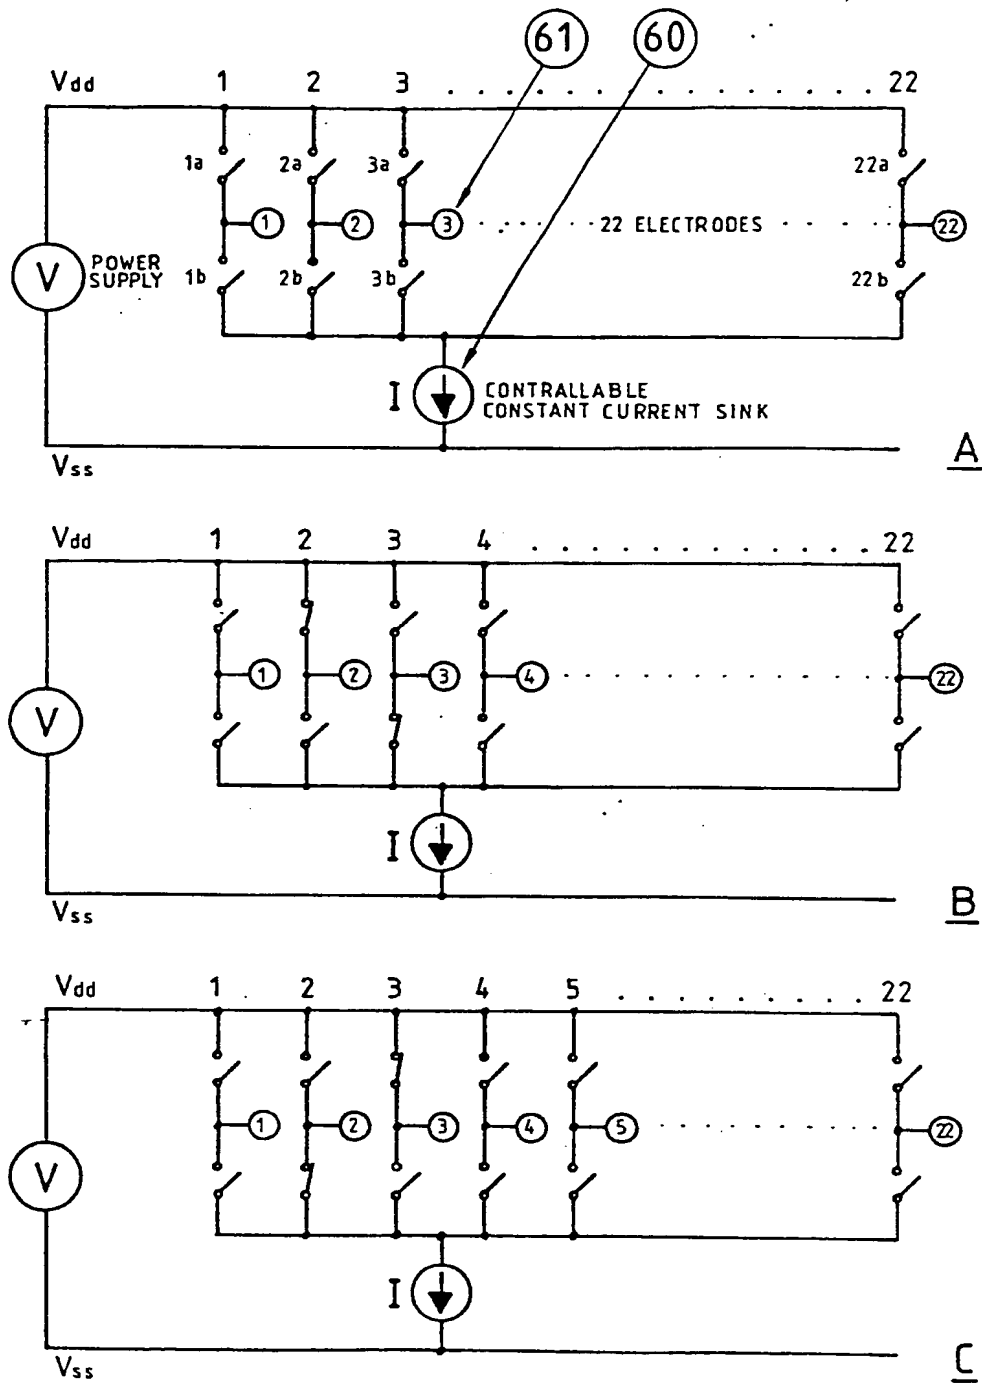 61 60
Vdd 1 2 3 . . . . . . . . . . . . . . . . 22
1a 2a 3a 22a
1 2 3 22 ELECTRODES 22
V POWER
SUPPLY
1b 2b 3b 22b
I CONTRALLABLE
CONSTANT CURRENT SINK
Vss A
Vdd 1 2 3 4 . . . . . . . . . . . . 22
1 2 3 4 22
V
I
Vss B
Vdd 1 2 3 4 5 . . . . . . . . . 22
1 2 3 4 5 22
V
I
Vss C